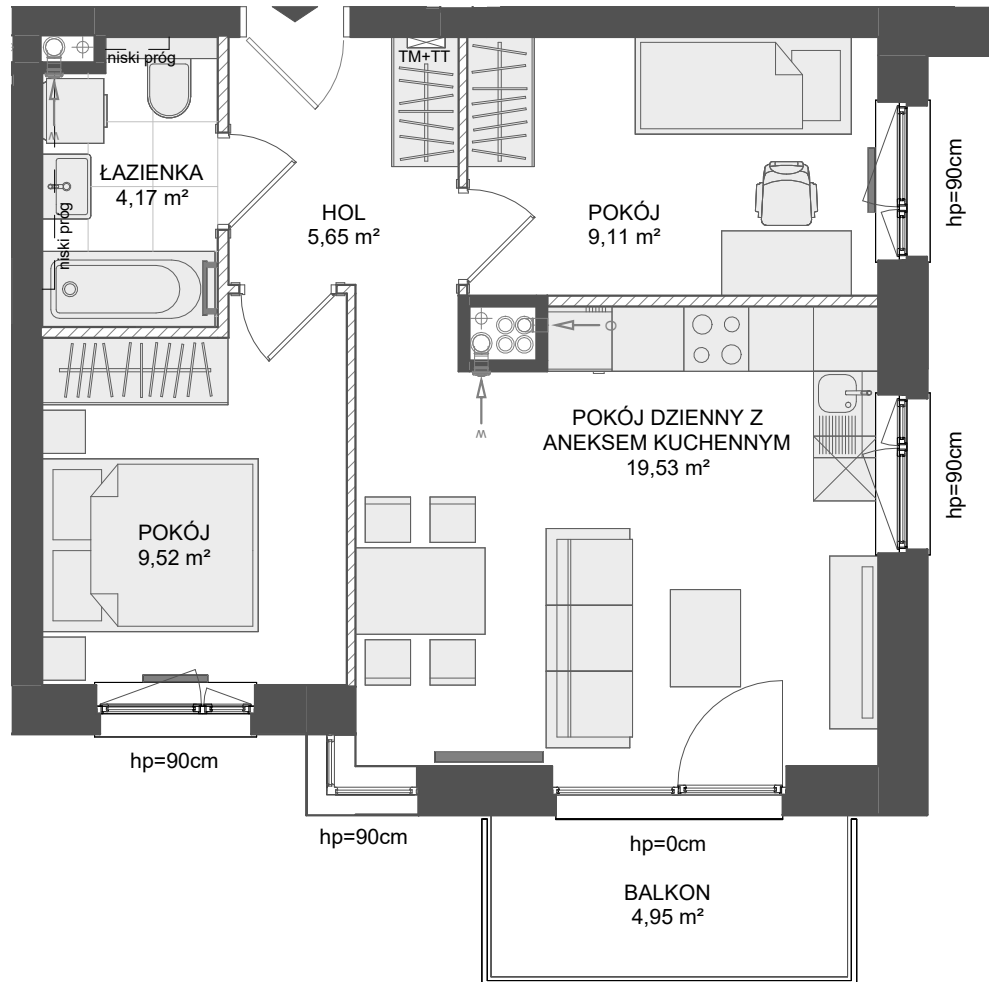 niski próg
TM+TT
ŁAZIENKA
4,17 m²
HOL
5,65 m²
POKÓJ
9,11 m²
hp=90cm
niski próg
W
W
POKÓJ DZIENNY Z
ANEKSEM KUCHENNYM
19,53 m²
hp=90cm
POKÓJ
9,52 m²
hp=90cm
hp=90cm
hp=0cm
BALKON
4,95 m²